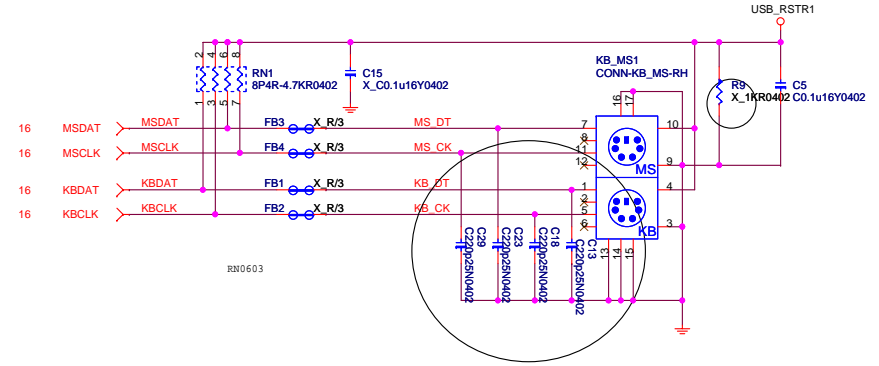 USB_RSTR1
KB_MS1
CONN-KB_MS-RH
2
4
6
8
RN1
8P4R-4.7KR0402
C15
X_C0.1u16Y0402
R9
X_1KR0402
C5
C0.1u16Y0402
1
3
5
7
16
17
16 MSDAT MSDAT FB3 X_R/3 MS_DT 7 10
8
16 MSCLK MSCLK FB4 X_R/3 MS_CK 11
12 MS 9
16 KBDAT KBDAT FB1 X_R/3 KB_DT 1 4
2
16 KBCLK KBCLK FB2 X_R/3 KB_CK 5
6 KB 3
C29
C220p25N0402
C23
C220p25N0402
C18
C220p25N0402
C13
C220p25N0402
13
14
15
RN0603